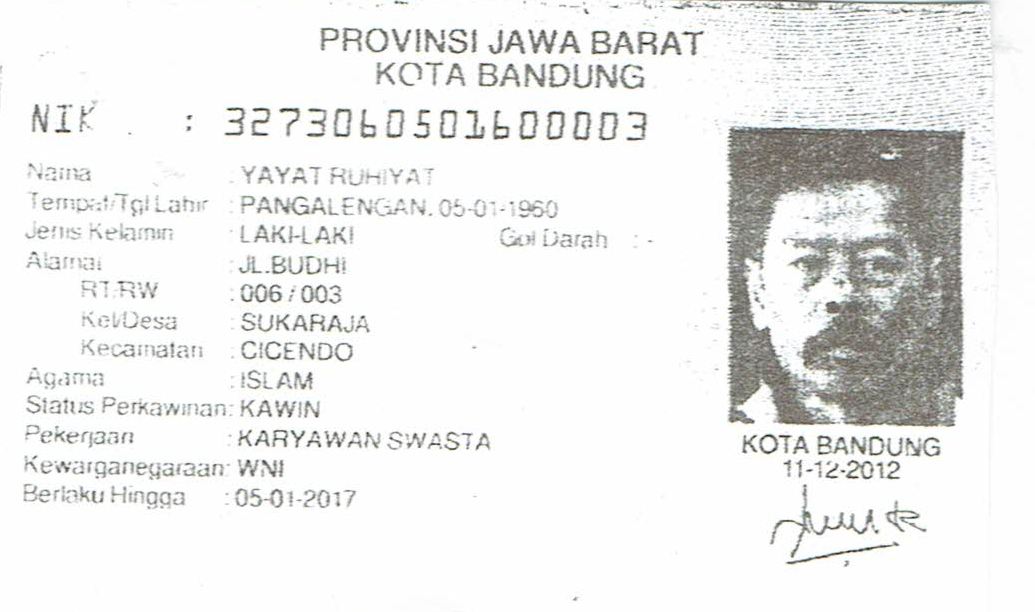 PROVINSI JAWA BARAT
KOTA BANDUNG
NIK : 3273060501600003
Nama : YAYAT RUHIYAT
Tempat/Tgl Lahir : PANGALENGAN, 05-01-1960
Jenis Kelamin : LAKI-LAKI Gol Darah : -
Alamat : JL.BUDHI
RT/RW : 006 / 003
Kel/Desa : SUKARAJA
Kecamatan : CICENDO
Agama : ISLAM
Status Perkawinan: KAWIN
Pekerjaan : KARYAWAN SWASTA
Kewarganegaraan: WNI
Berlaku Hingga : 05-01-2017
KOTA BANDUNG
11-12-2012